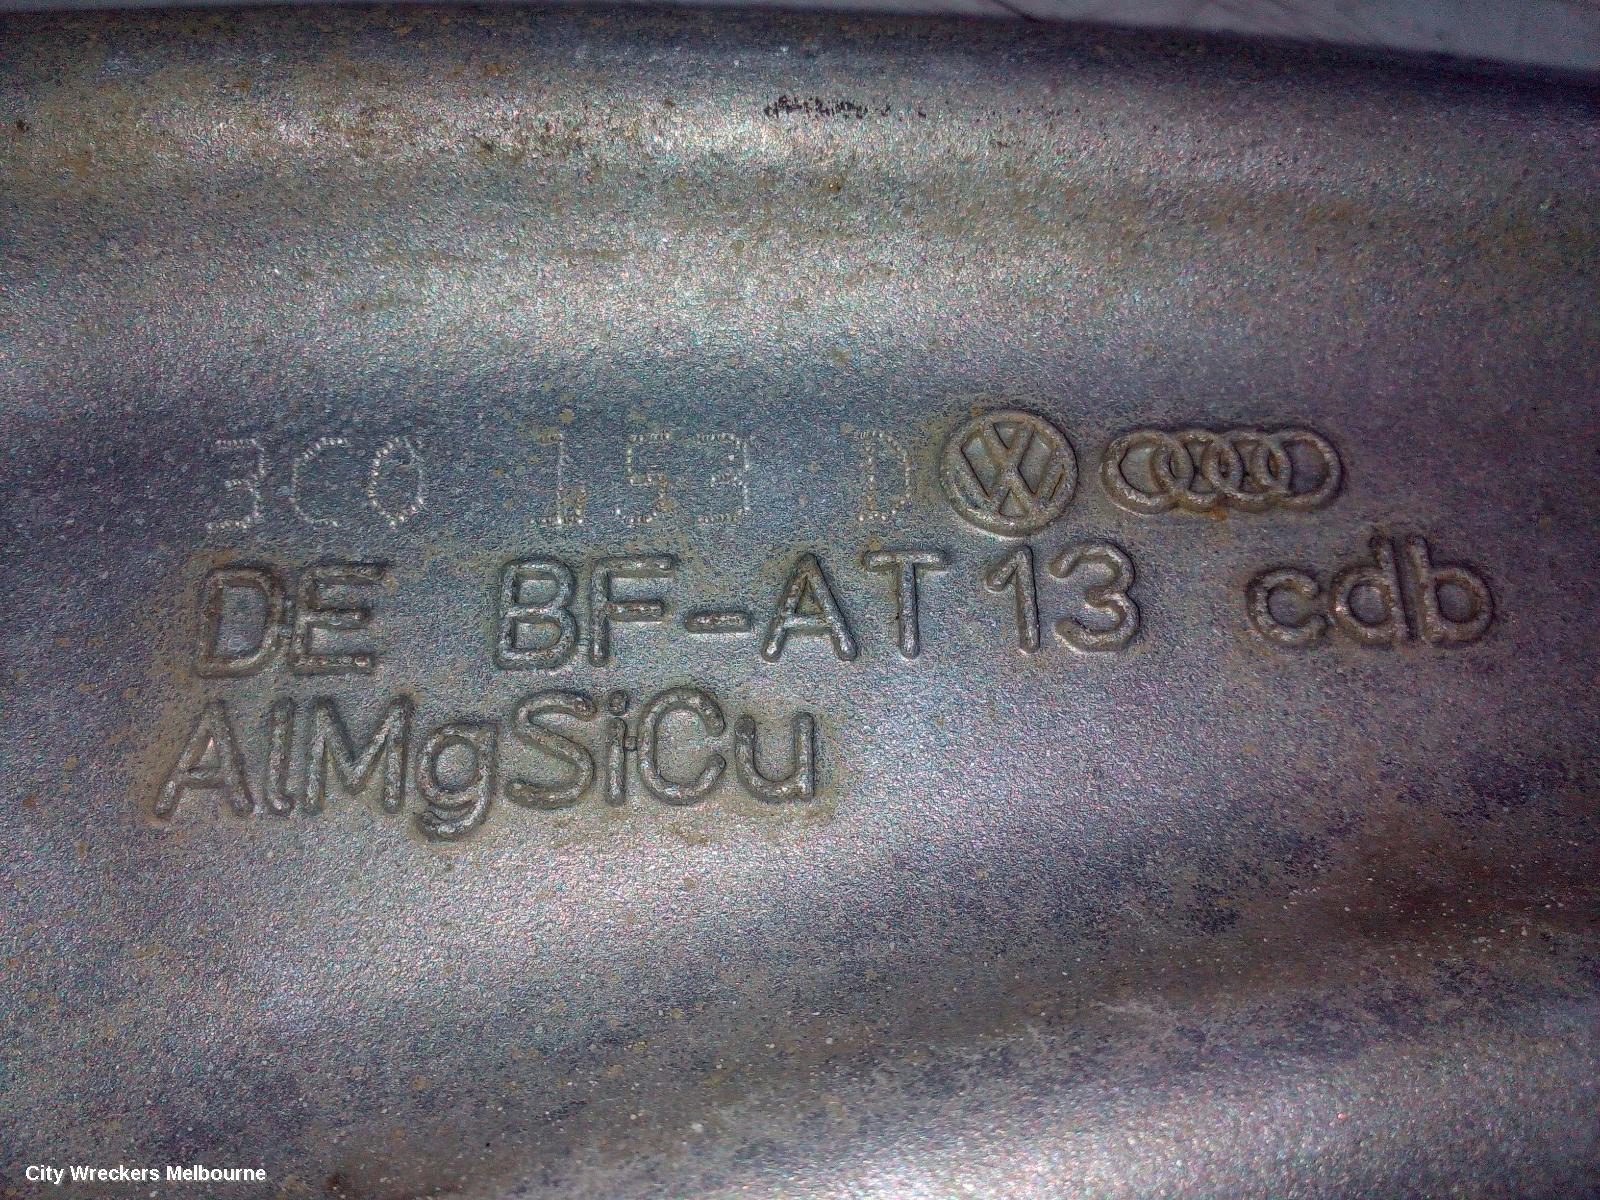 3C0 153 D
DE BF-AT13 cdb
AlMgSiCu
City Wreckers Melbourne